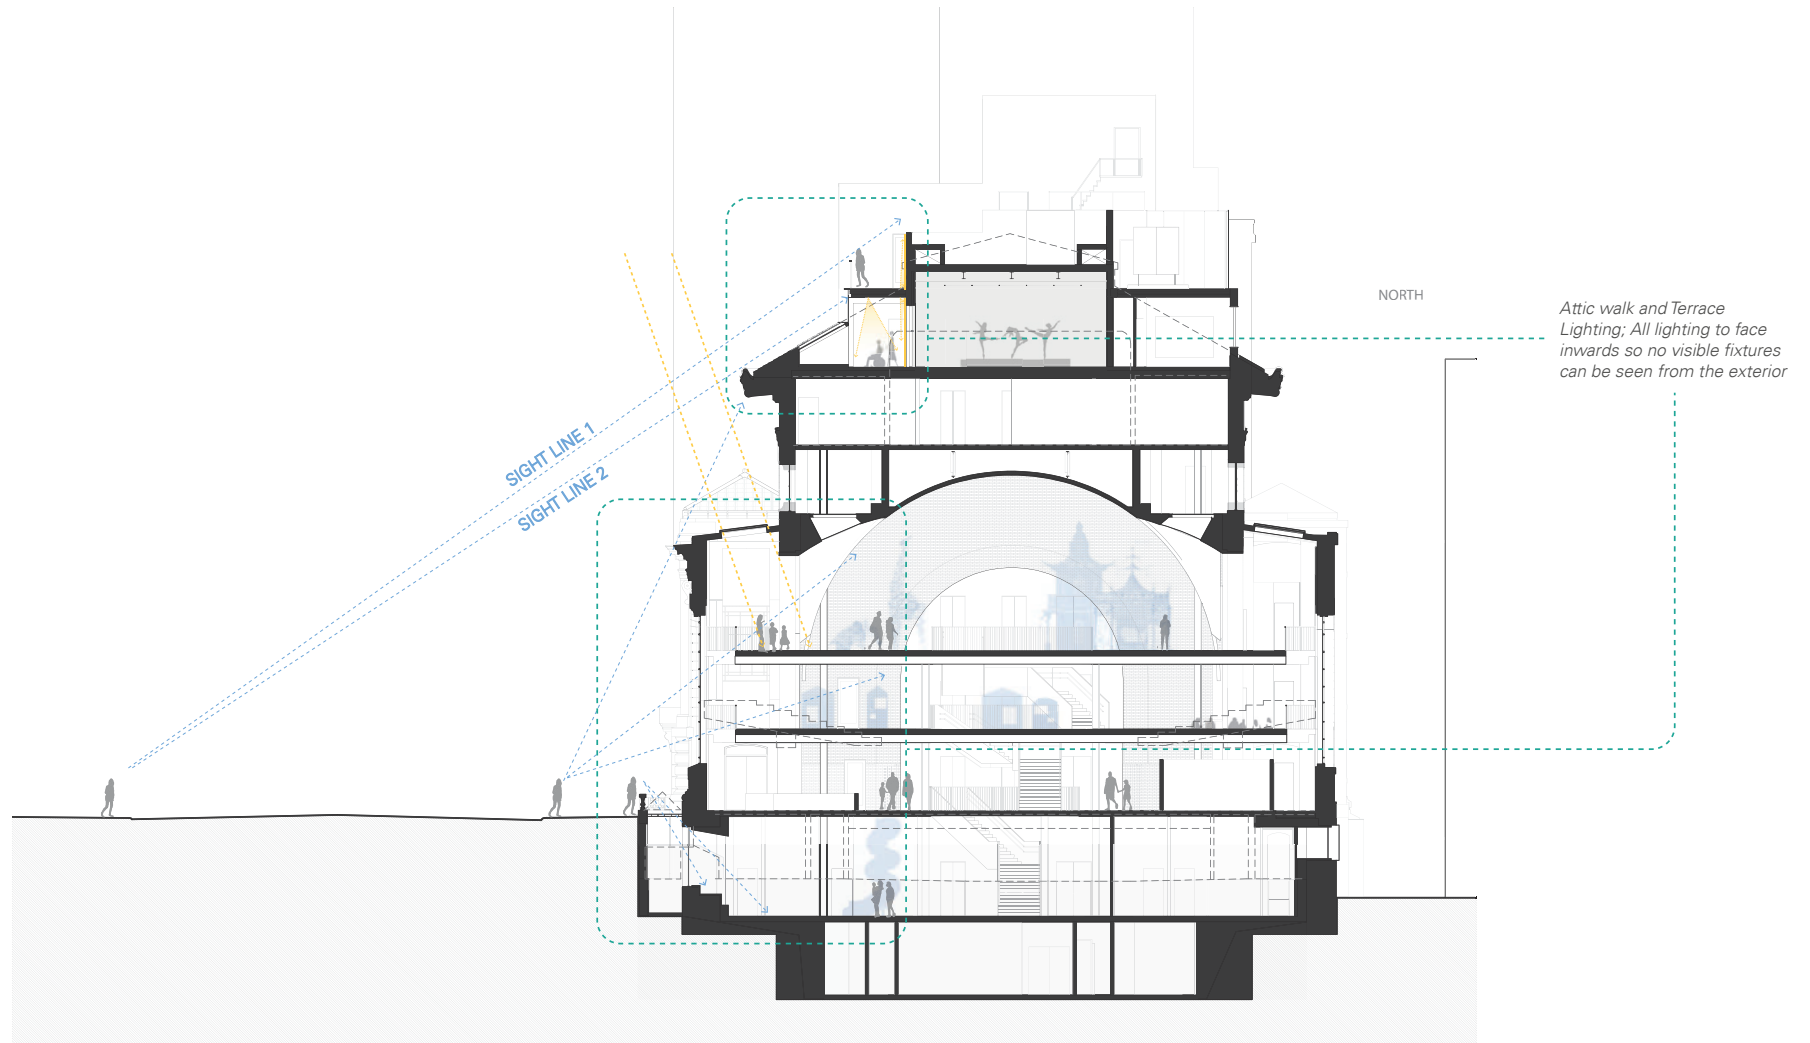 NORTH
Attic walk and Terrace
Lighting; All lighting to face
inwards so no visible fixtures
can be seen from the exterior
SIGHT LINE 1
SIGHT LINE 2